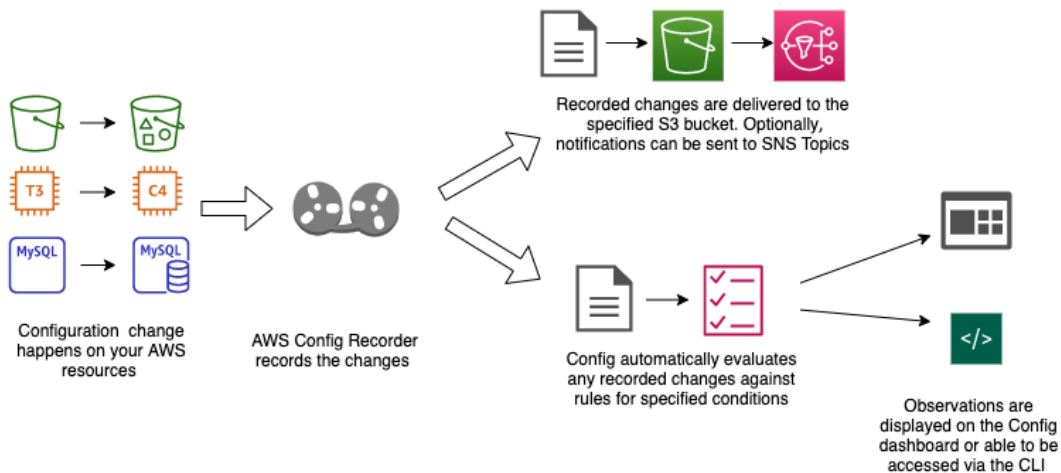 Recorded changes are delivered to the
specified S3 bucket. Optionally,
notifications can be sent to SNS Topics
T3
C4
MySQL
MySQL
Configuration change
happens on your AWS
resources
AWS Config Recorder
records the changes
Config automatically evaluates
any recorded changes against
rules for specified conditions
</>
Observations are
displayed on the Config
dashboard or able to be
accessed via the CLI